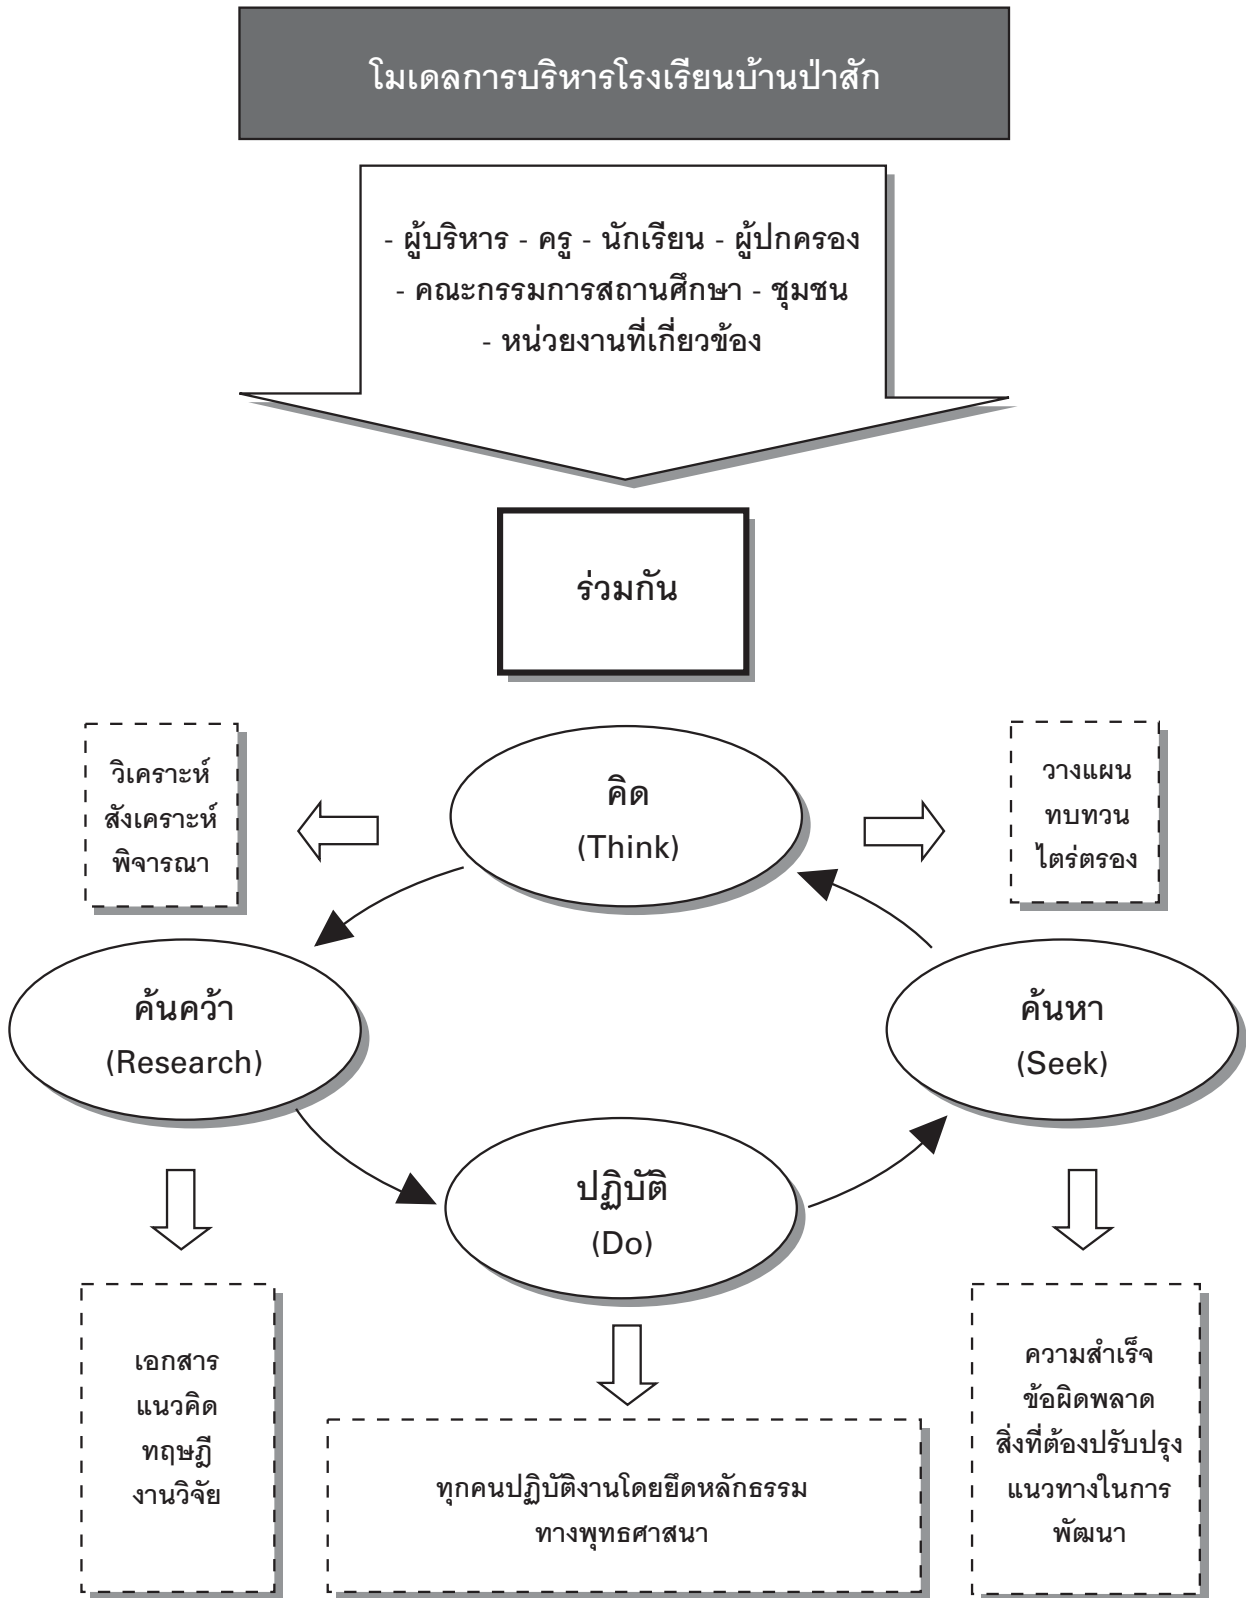 โมเดลการบริหารโรงเรียนบ้านป่าสัก
- ผู้บริหาร - ครู - นักเรียน - ผู้ปกครอง
- คณะกรรมการสถานศึกษา - ชุมชน
- หน่วยงานที่เกี่ยวข้อง
ร่วมกัน
วิเคราะห์
สังเคราะห์
พิจารณา
คิด
(Think)
วางแผน
ทบทวน
ไตร่ตรอง
ค้นคว้า
(Research)
ค้นหา
(Seek)
ปฏิบัติ
(Do)
เอกสาร
แนวคิด
ทฤษฎี
งานวิจัย
ทุกคนปฏิบัติงานโดยยึดหลักธรรม
ทางพุทธศาสนา
ความสำเร็จ
ข้อผิดพลาด
สิ่งที่ต้องปรับปรุง
แนวทางในการ
พัฒนา